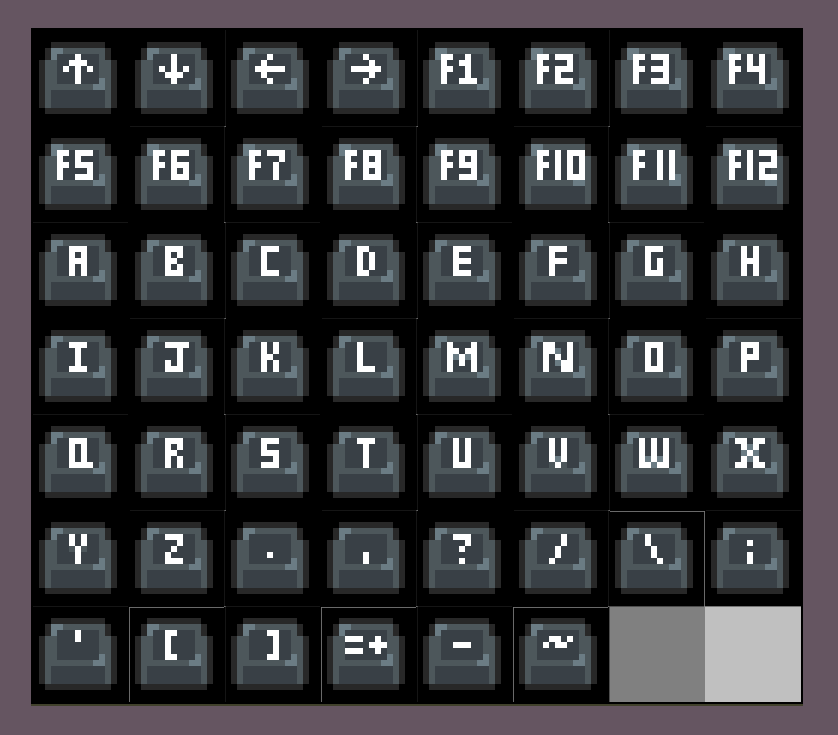 ↑ ↓ ← → F1 F2 F3 F4
F5 F6 F7 F8 F9 F10 F11 F12
A B C D E F G H
I J K L M N O P
Q R S T U V W X
Y Z . , ? / \ ;
' [ ] =+ - ~